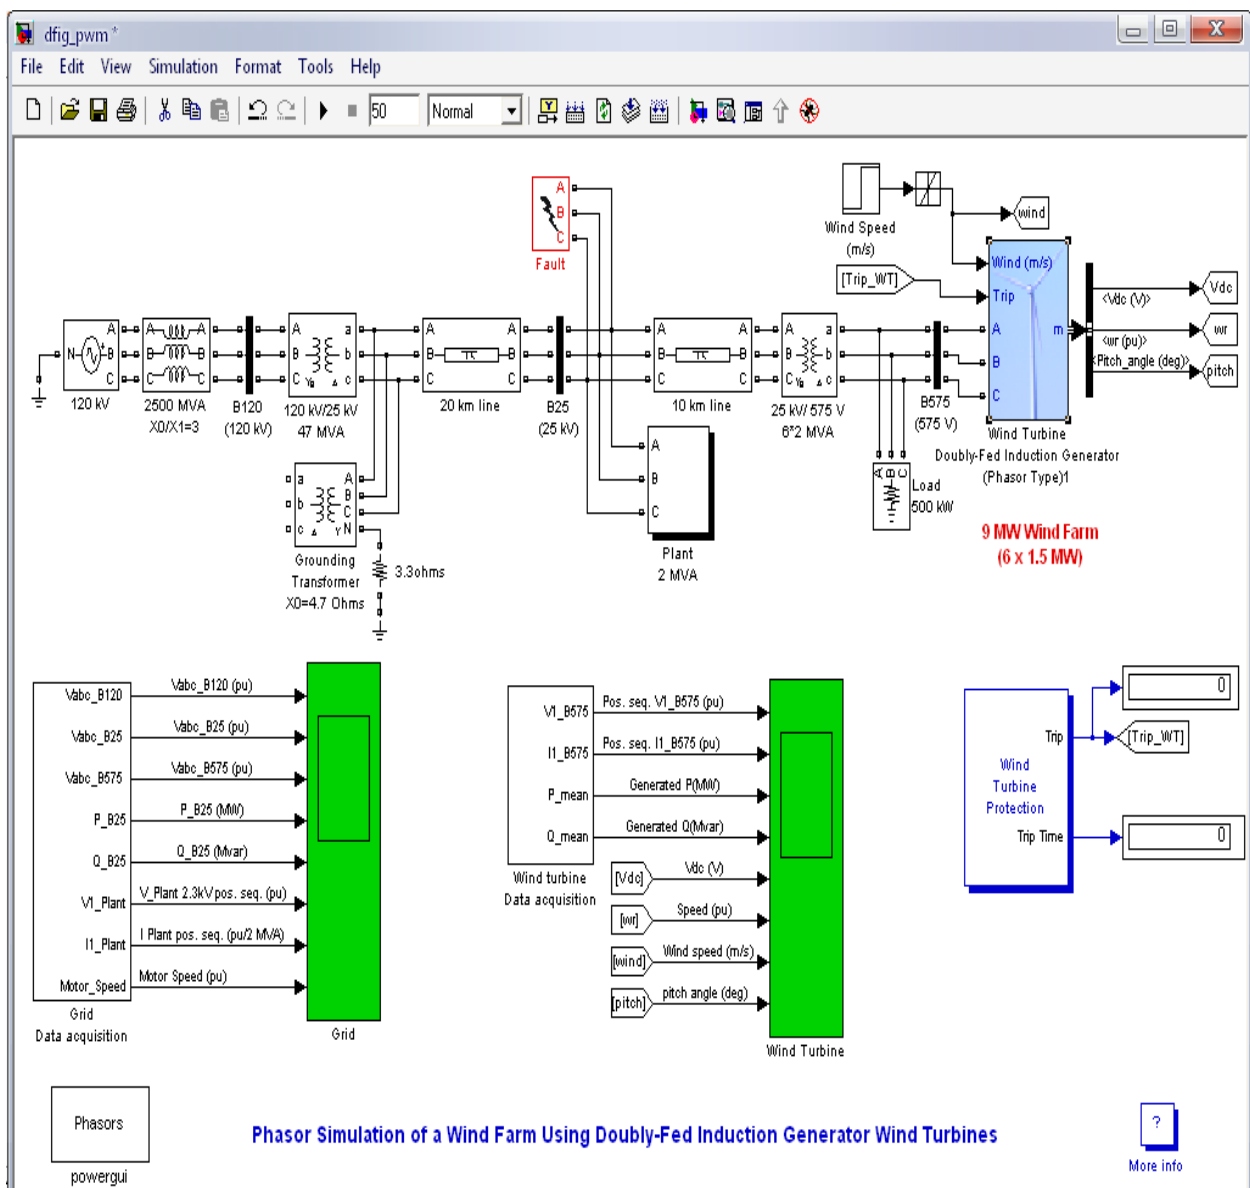 dfig_pwm *
File Edit View Simulation Format Tools Help
50 Normal
A
B
C
Fault
Wind Speed
(m/s)
wind
[Trip_WT]
Wind (m/s)
Trip
A
B
C
m
<Vdc (V)>
<wr (pu)>
<Pitch_angle (deg)>
Vdc
wr
pitch
N A B C
120 kV
A B C A B C
2500 MVA
X0/X1=3
B120
(120 kV)
A B C a b c Yg Δ
120 kV/25 kV
47 MVA
A B C π A B C
20 km line
B25
(25 kV)
A B C π A B C
10 km line
A B C a b c Yg Δ
25 kV/ 575 V
6*2 MVA
B575
(575 V)
Wind Turbine
Doubly-Fed Induction Generator
(Phasor Type)1
a b c Δ A B C Y N
Grounding
Transformer
X0=4.7 Ohms
3.3ohms
A
B
C
Plant
2 MVA
A B C
Load
500 kW
9 MW Wind Farm
(6 x 1.5 MW)
Vabc_B120 Vabc_B120 (pu)
Vabc_B25 Vabc_B25 (pu)
Vabc_B575 Vabc_B575 (pu)
P_B25 P_B25 (MW)
Q_B25 Q_B25 (Mvar)
V1_Plant V_Plant 2.3kV pos. seq. (pu)
I1_Plant I Plant pos. seq. (pu/2 MVA)
Motor_Speed Motor Speed (pu)
Grid
Data acquisition
Grid
V1_B575 Pos. seq. V1_B575 (pu)
I1_B575 Pos. seq. I1_B575 (pu)
P_mean Generated P(MW)
Q_mean Generated Q(Mvar)
Wind turbine
Data acquisition
[Vdc] Vdc (V)
[wr] Speed (pu)
[wind] Wind speed (m/s)
[pitch] pitch angle (deg)
Wind Turbine
Trip
Wind
Turbine
Protection
Trip Time
0
[Trip_WT]
0
Phasors
powergui
Phasor Simulation of a Wind Farm Using Doubly-Fed Induction Generator Wind Turbines
?
More info